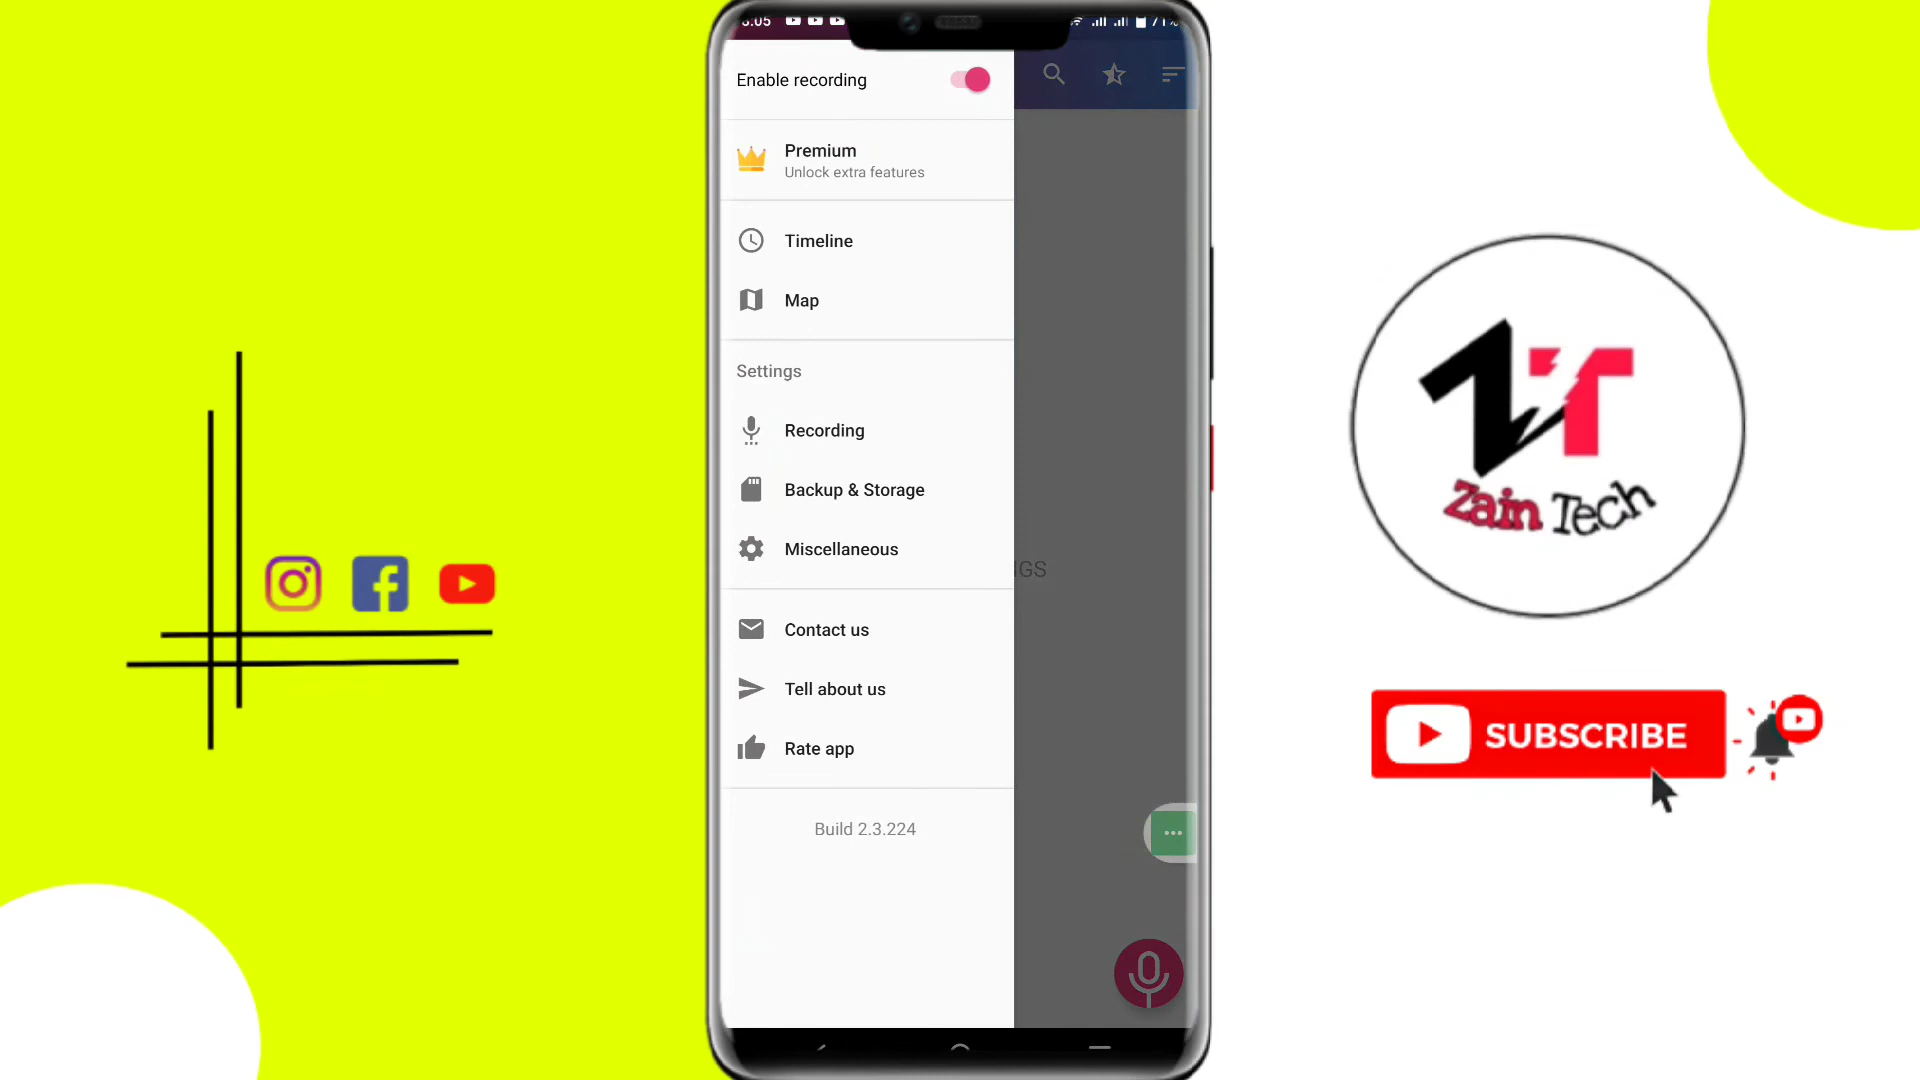 Enable recording
Premium
Unlock extra features
Timeline
Map
Settings
Recording
Backup & Storage
Miscellaneous
Contact us
Tell about us
Rate app
Build 2.3.224
ZT
Zain Tech
SUBSCRIBE